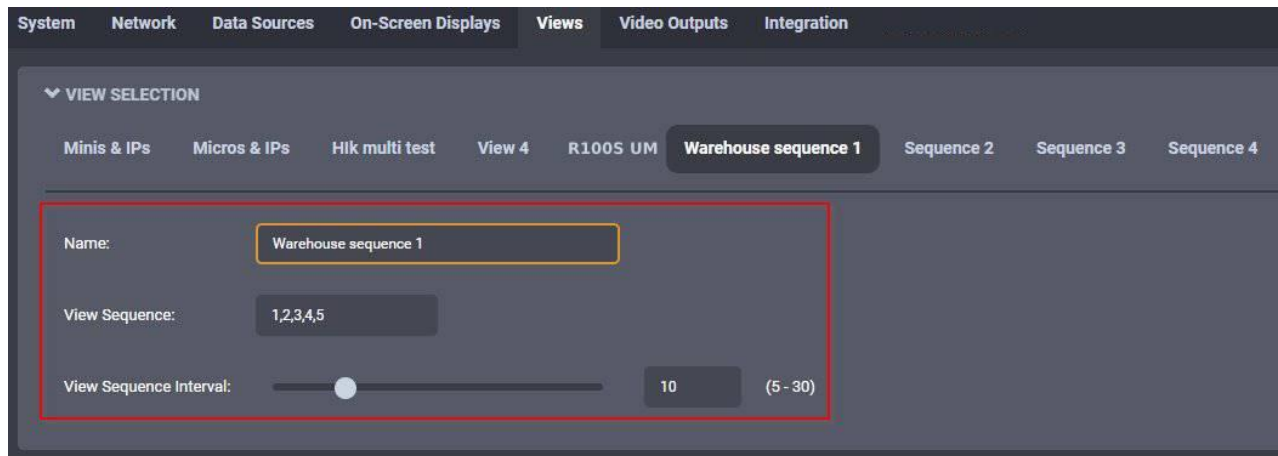 System Network Data Sources On-Screen Displays Views Video Outputs Integration
VIEW SELECTION
Minis & IPs Micros & IPs HIk multi test View 4 R100S UM Warehouse sequence 1 Sequence 2 Sequence 3 Sequence 4
Name: Warehouse sequence 1
View Sequence: 1,2,3,4,5
View Sequence Interval: 10 (5 - 30)